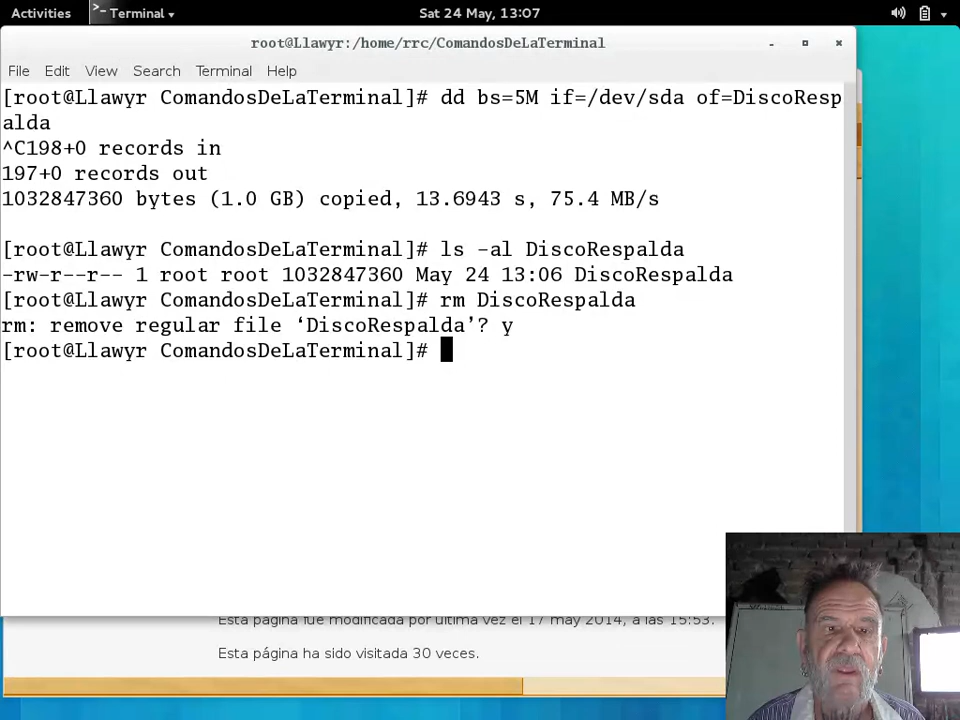 Activities
>_ Terminal
Sat 24 May, 13:07
root@Llawyr:/home/rrc/ComandosDeLaTerminal
File Edit View Search Terminal Help
[root@Llawyr ComandosDeLaTerminal]# dd bs=5M if=/dev/sda of=DiscoResp
alda
^C198+0 records in
197+0 records out
1032847360 bytes (1.0 GB) copied, 13.6943 s, 75.4 MB/s
[root@Llawyr ComandosDeLaTerminal]# ls -al DiscoRespalda
-rw-r--r-- 1 root root 1032847360 May 24 13:06 DiscoRespalda
[root@Llawyr ComandosDeLaTerminal]# rm DiscoRespalda
rm: remove regular file ‘DiscoRespalda’? y
[root@Llawyr ComandosDeLaTerminal]#
Esta página fue modificada por última vez el 17 may 2014, a las 15:53.
Esta página ha sido visitada 30 veces.